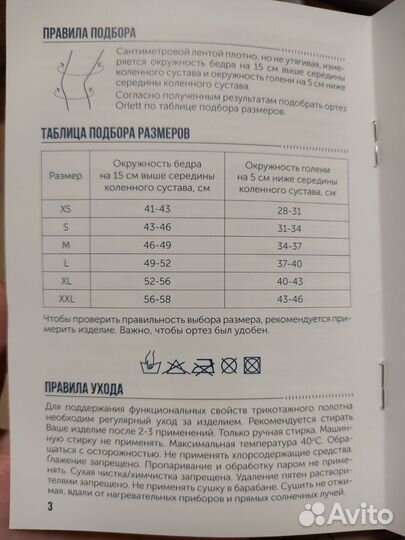 ПРАВИЛА ПОДБОРА
Сантиметровой лентой плотно, но не утягивая, изме-
ряется окружность бедра на 15 см выше середины
коленного сустава и окружность голени на 5 см ниже
середины коленного сустава.
Согласно полученным результатам подобрать ортез
Orlett по таблице подбора размеров.
ТАБЛИЦА ПОДБОРА РАЗМЕРОВ
Размер Окружность бедра на 15 см выше середины коленного сустава, см Окружность голени на 5 см ниже середины коленного сустава, см
XS 41-43 28-31
S 43-46 31-34
M 46-49 34-37
L 49-52 37-40
XL 52-56 40-43
XXL 56-58 43-46
Чтобы проверить правильность выбора размера, рекомендуется при-
мерить изделие. Важно, чтобы ортез был удобен.
ПРАВИЛА УХОДА
Для поддержания функциональных свойств трикотажного полотна
необходим регулярный уход за изделием. Рекомендуется стирать
Ваше изделие после 2-3 применений. Только ручная стирка. Машин-
ную стирку не применять. Максимальная температура 40°С. Обра-
щаться с осторожностью. Не применять хлорсодержащие средства.
Глажение запрещено. Пропаривание и обработку паром не приме-
нять. Сухая чистка/химчистка запрещены. Удаление пятен раствори-
телями запрещено. Не применять сушку в барабане. Сушить не отжи-
мая, вдали от нагревательных приборов и прямых солнечных лучей.
3
Avito